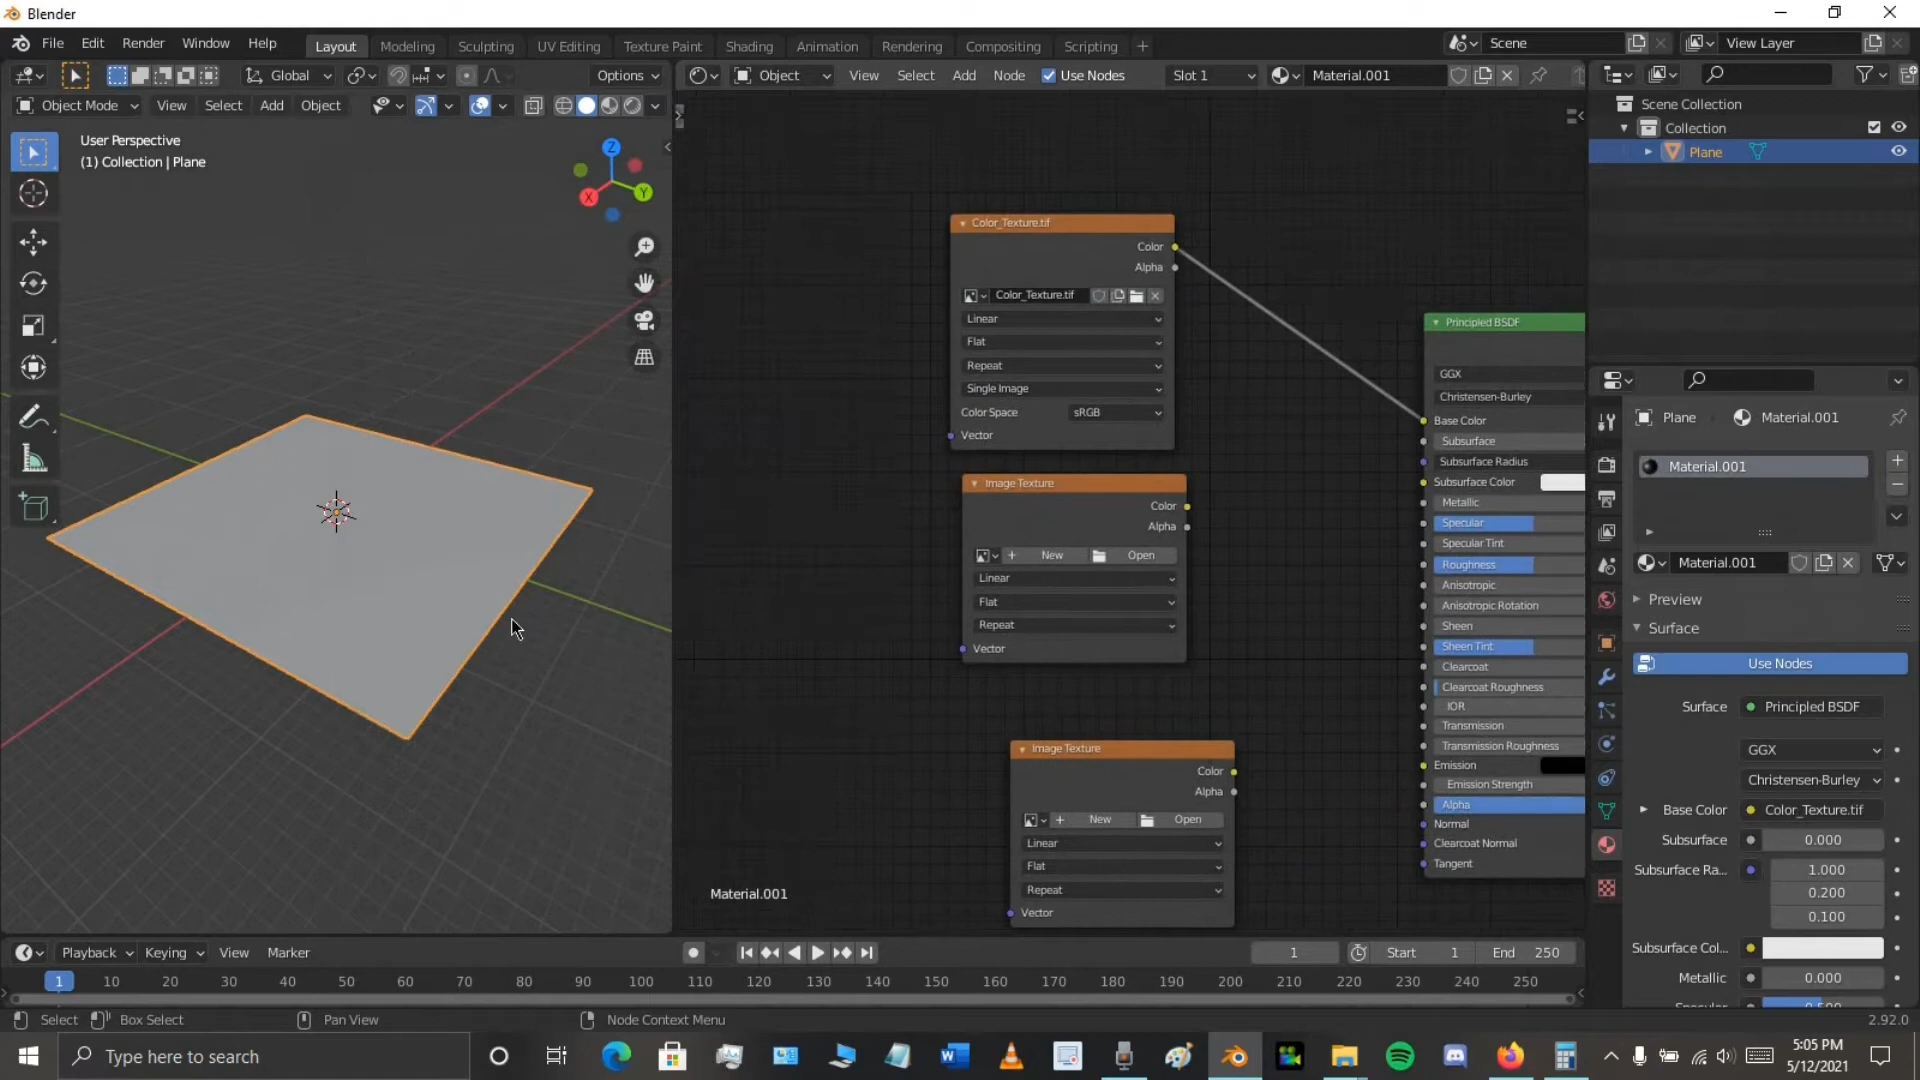 Blender
File Edit Render Window Help
Layout Modeling Sculpting UV Editing Texture Paint Shading Animation Rendering Compositing Scripting +
Scene
View Layer
Global
Options
Object View Select Add Node Use Nodes
Slot 1
Material.001
Object Mode View Select Add Object
User Perspective
(1) Collection | Plane
Z
X
Y
Color_Texture.tif
Color
Alpha
Color_Texture.tif
Linear
Flat
Repeat
Single Image
Color Space sRGB
Vector
Image Texture
Color
Alpha
New Open
Linear
Flat
Repeat
Vector
Image Texture
Color
Alpha
New Open
Linear
Flat
Repeat
Vector
Material.001
Principled BSDF
GGX
Christensen-Burley
Base Color
Subsurface
Subsurface Radius
Subsurface Color
Metallic
Specular
Specular Tint
Roughness
Anisotropic
Anisotropic Rotation
Sheen
Sheen Tint
Clearcoat
Clearcoat Roughness
IOR
Transmission
Transmission Roughness
Emission
Emission Strength
Alpha
Normal
Clearcoat Normal
Tangent
Scene Collection
Collection
Plane
Plane Material.001
Material.001
Material.001
Preview
Surface
Use Nodes
Surface Principled BSDF
GGX
Christensen-Burley
Base Color Color_Texture.tif
Subsurface 0.000
Subsurface Ra... 1.000
0.200
0.100
Subsurface Col...
Metallic 0.000
Playback Keying View Marker
1 Start 1 End 250
1 10 20 30 40 50 60 70 80 90 100 110 120 130 140 150 160 170 180 190 200 210 220 230 240 250
Select Box Select Pan View Node Context Menu 2.92.0
Type here to search
5:05 PM
5/12/2021